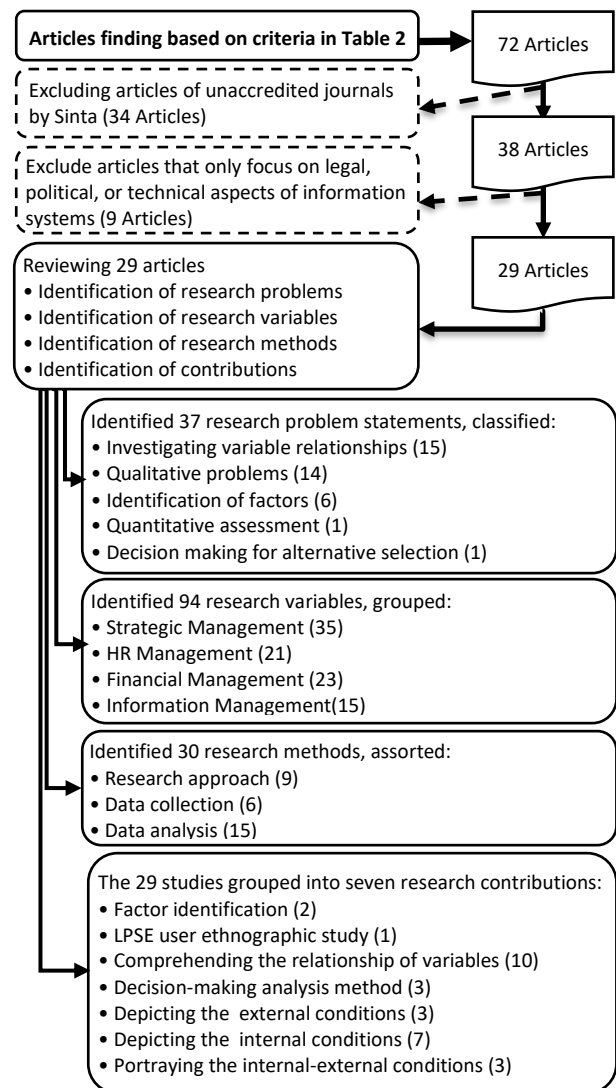 Articles finding based on criteria in Table 2
72 Articles
Excluding articles of unaccredited journals
by Sinta (34 Articles)
38 Articles
Exclude articles that only focus on legal,
political, or technical aspects of information
systems (9 Articles)
29 Articles
Reviewing 29 articles
• Identification of research problems
• Identification of research variables
• Identification of research methods
• Identification of contributions
Identified 37 research problem statements, classified:
• Investigating variable relationships (15)
• Qualitative problems (14)
• Identification of factors (6)
• Quantitative assessment (1)
• Decision making for alternative selection (1)
Identified 94 research variables, grouped:
• Strategic Management (35)
• HR Management (21)
• Financial Management (23)
• Information Management(15)
Identified 30 research methods, assorted:
• Research approach (9)
• Data collection (6)
• Data analysis (15)
The 29 studies grouped into seven research contributions:
• Factor identification (2)
• LPSE user ethnographic study (1)
• Comprehending the relationship of variables (10)
• Decision-making analysis method (3)
• Depicting the external conditions (3)
• Depicting the internal conditions (7)
• Portraying the internal-external conditions (3)